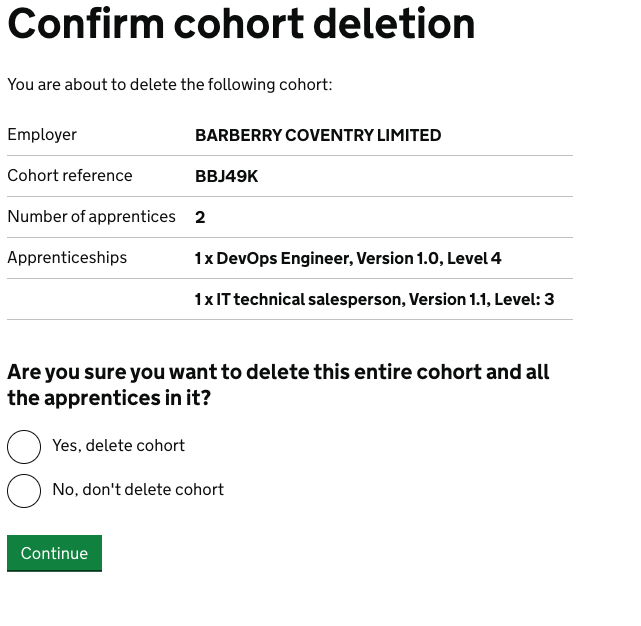 Confirm cohort deletion
You are about to delete the following cohort:
Employer BARBERRY COVENTRY LIMITED
Cohort reference BBJ49K
Number of apprentices 2
Apprenticeships 1 x DevOps Engineer, Version 1.0, Level 4
1 x IT technical salesperson, Version 1.1, Level: 3
Are you sure you want to delete this entire cohort and all
the apprentices in it?
Yes, delete cohort
No, don't delete cohort
Continue